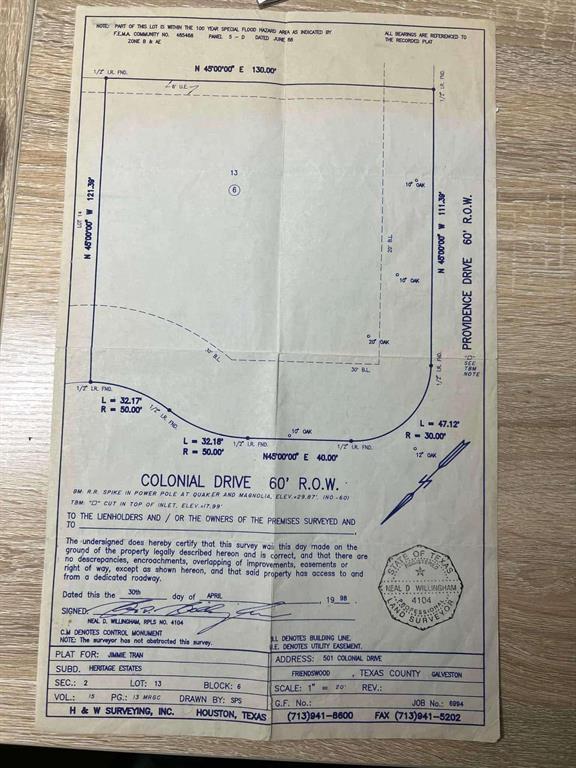 NOTE: PART OF THIS LOT IS WITHIN THE 100 YEAR SPECIAL FLOOD HAZARD AREA AS INDICATED BY
F.E.M.A. COMMUNITY NO. 485468 PANEL 5 - D DATED JUNE 88
ZONE B & AE
ALL BEARINGS ARE REFERENCED TO
THE RECORDED PLAT
N 45°00'00" E 130.00'
1/2" I.R. FND.
6' U.E.
1/2" I.R. FND.
13
6
10" OAK
LOT 14
N 45°00'00" W 121.39'
20' B.L.
N 45°00'00" W 111.39'
PROVIDENCE DRIVE 60' R.O.W.
10" OAK
20" OAK
30' B.L.
30' B.L.
SEE
TBM
NOTE
1/2" I.R. FND.
1/2" I.R. FND.
L = 32.17'
R = 50.00'
1/2" I.R. FND.
L = 32.18'
R = 50.00'
1/2" I.R. FND.
10" OAK
N45°00'00" E 40.00'
1/2" I.R. FND.
L = 47.12'
R = 30.00'
12" OAK
COLONIAL DRIVE 60' R.O.W.
BM: R.R. SPIKE IN POWER POLE AT QUAKER AND MAGNOLIA, ELEV.=29.87', (NO-60)
TBM: "□" CUT IN TOP OF INLET, ELEV.=17.99'
TO THE LIENHOLDERS AND / OR THE OWNERS OF THE PREMISES SURVEYED AND
TO
The undersigned does hereby certify that this survey was this day made on the
ground of the property legally described hereon and is correct, and that there are
no discrepancies, encroachments, overlapping of improvements, easements or
right of way, except as shown hereon, and that said property has access to and
from a dedicated roadway.
Dated this the 30th day of APRIL, 19 98.
SIGNED:
NEAL D. WILLINGHAM, RPLS NO. 4104
STATE OF TEXAS
REGISTERED
NEAL D WILLINGHAM
4104
PROFESSIONAL
LAND SURVEYOR
C.M DENOTES CONTROL MONUMENT
NOTE: The surveyor has not abstracted this survey.
B.L DENOTES BUILDING LINE.
U.E. DENOTES UTILITY EASEMENT.
PLAT FOR: JIMMIE TRAN
ADDRESS: 501 COLONIAL DRIVE
SUBD. HERITAGE ESTATES
FRIENDSWOOD, TEXAS COUNTY GALVESTON
SEC.: 2 LOT: 13 BLOCK: 6
SCALE: 1" = 20' REV.:
VOL.: 15 PG.: 13 MRGC DRAWN BY: SPS
G.F. No.: JOB No.: 6994
H & W SURVEYING, INC. HOUSTON, TEXAS (713)941-8600 FAX (713)941-5202